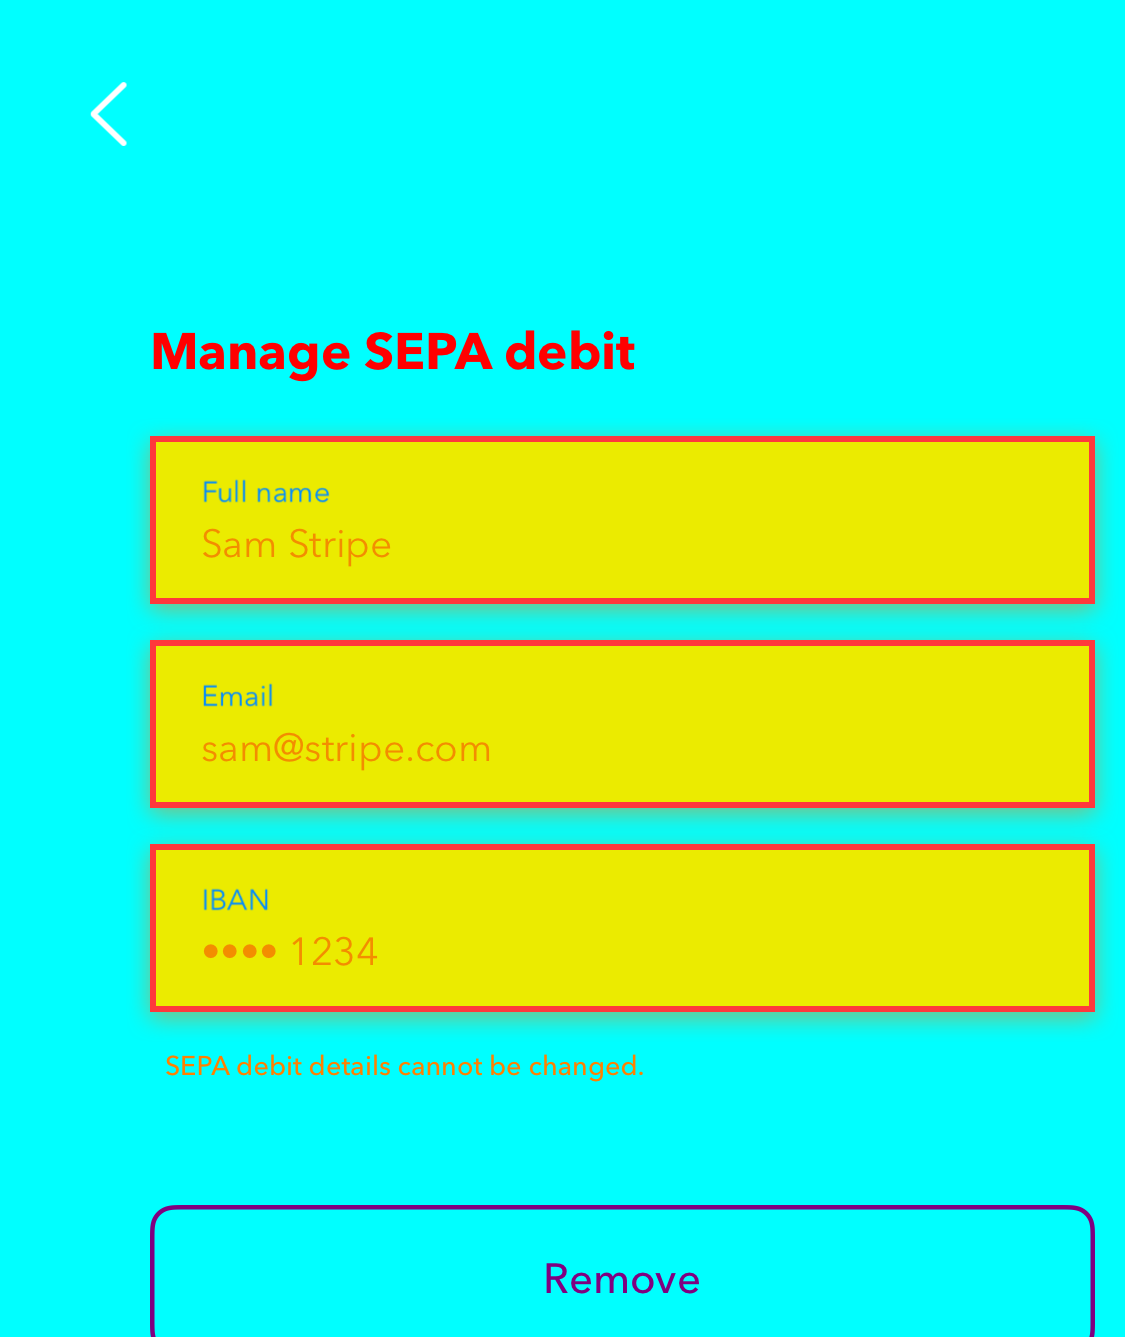 Manage SEPA debit
Full name
Sam Stripe
Email
sam@stripe.com
IBAN
•••• 1234
SEPA debit details cannot be changed.
Remove